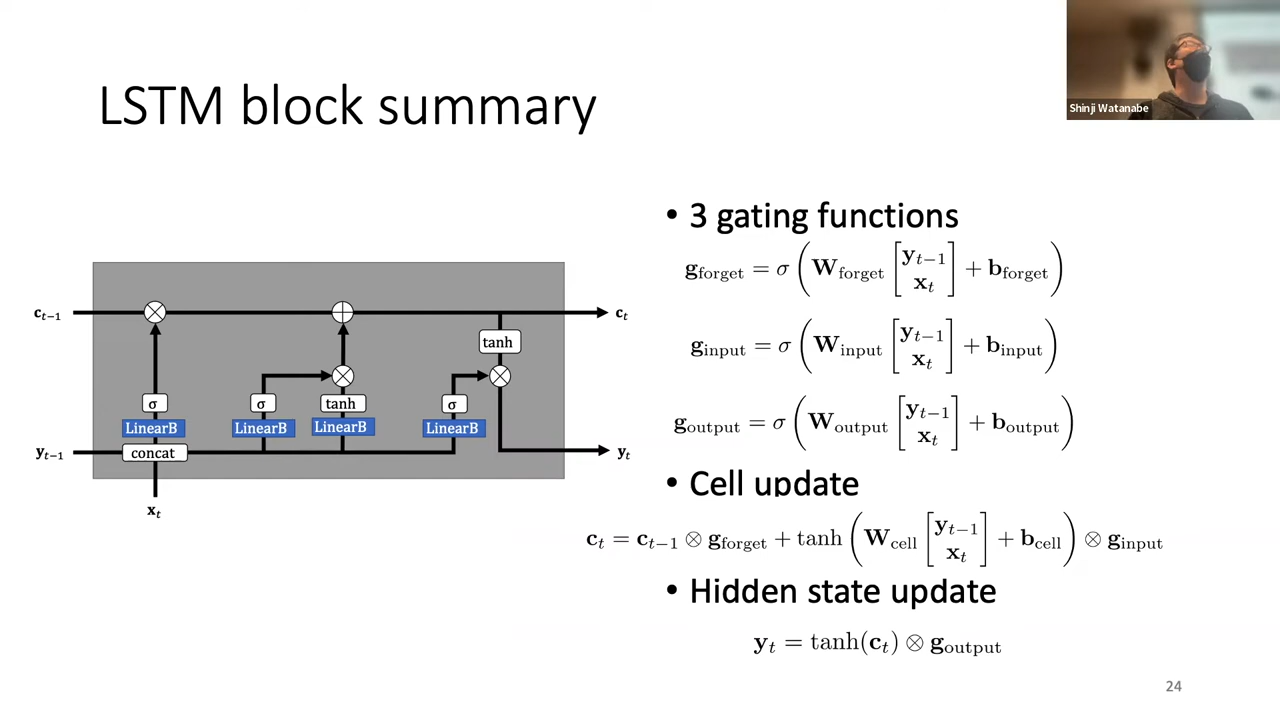 LSTM block summary
Shinji Watanabe
• 3 gating functions
g_forget = σ ( W_forget [ y_{t−1} x_t ] + b_forget )
g_input = σ ( W_input [ y_{t−1} x_t ] + b_input )
g_output = σ ( W_output [ y_{t−1} x_t ] + b_output )
• Cell update
c_t = c_{t−1} ⊗ g_forget + tanh ( W_cell [ y_{t−1} x_t ] + b_cell ) ⊗ g_input
• Hidden state update
y_t = tanh(c_t) ⊗ g_output
c_{t−1}
c_t
tanh
σ
σ
tanh
σ
LinearB
LinearB
LinearB
LinearB
y_{t−1}
concat
y_t
x_t
24